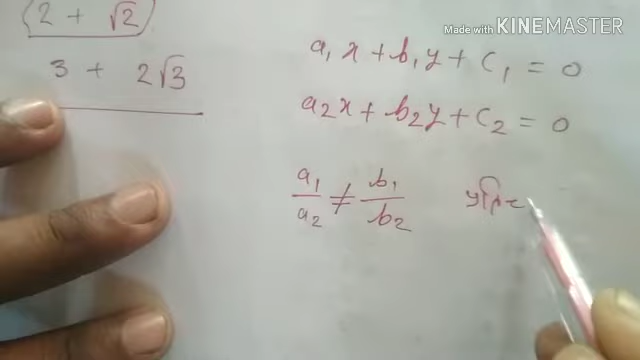 Made with KINEMASTER
(2 + √2)
3 + 2√3
a₁x + b₁y + c₁ = 0
a₂x + b₂y + c₂ = 0
a₁/a₂ ≠ b₁/b₂